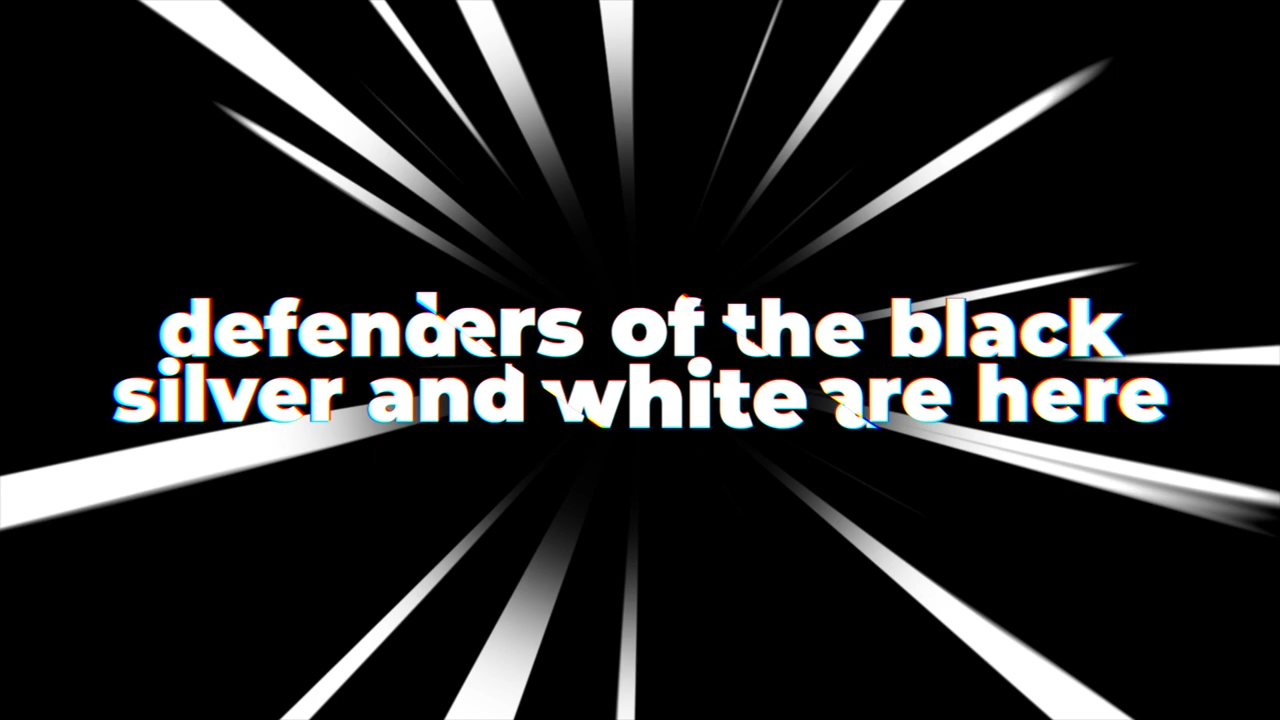 defenders of the black
silver and white are here